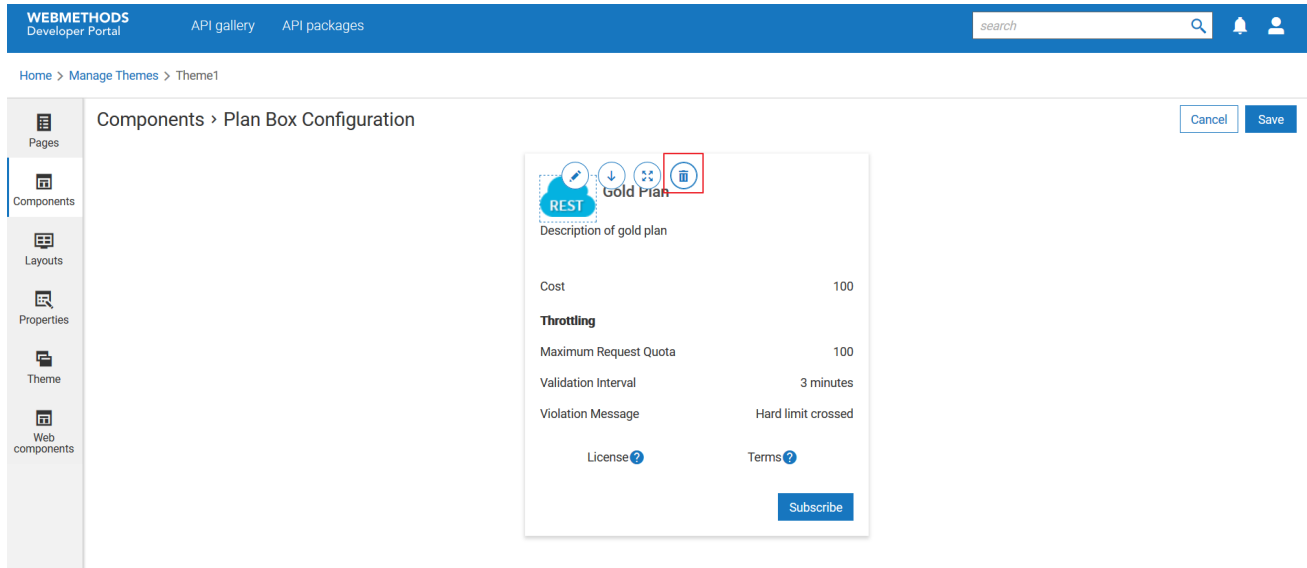 WEBMETHODS
Developer Portal
API gallery API packages
search
Home > Manage Themes > Theme1
Pages
Components
Layouts
Properties
Theme
Web
components
Components > Plan Box Configuration
Cancel Save
REST
Gold Plan
Description of gold plan
Cost 100
Throttling
Maximum Request Quota 100
Validation Interval 3 minutes
Violation Message Hard limit crossed
License ? Terms ?
Subscribe